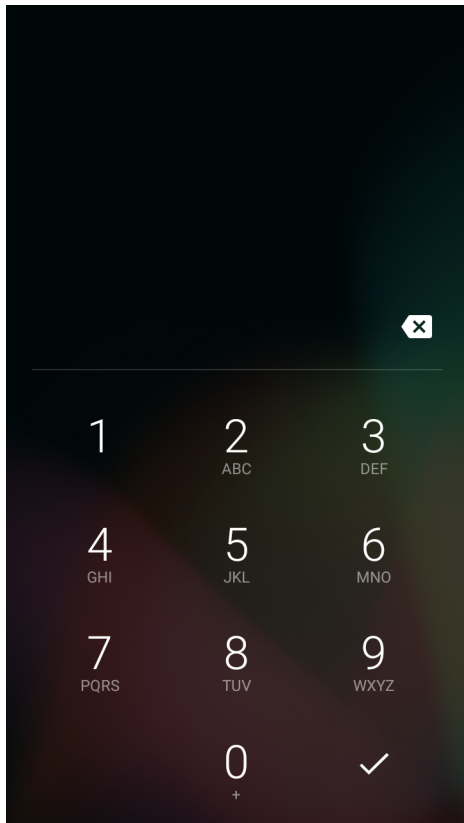 1 2 3
ABC DEF
4 5 6
GHI JKL MNO
7 8 9
PQRS TUV WXYZ
0
+